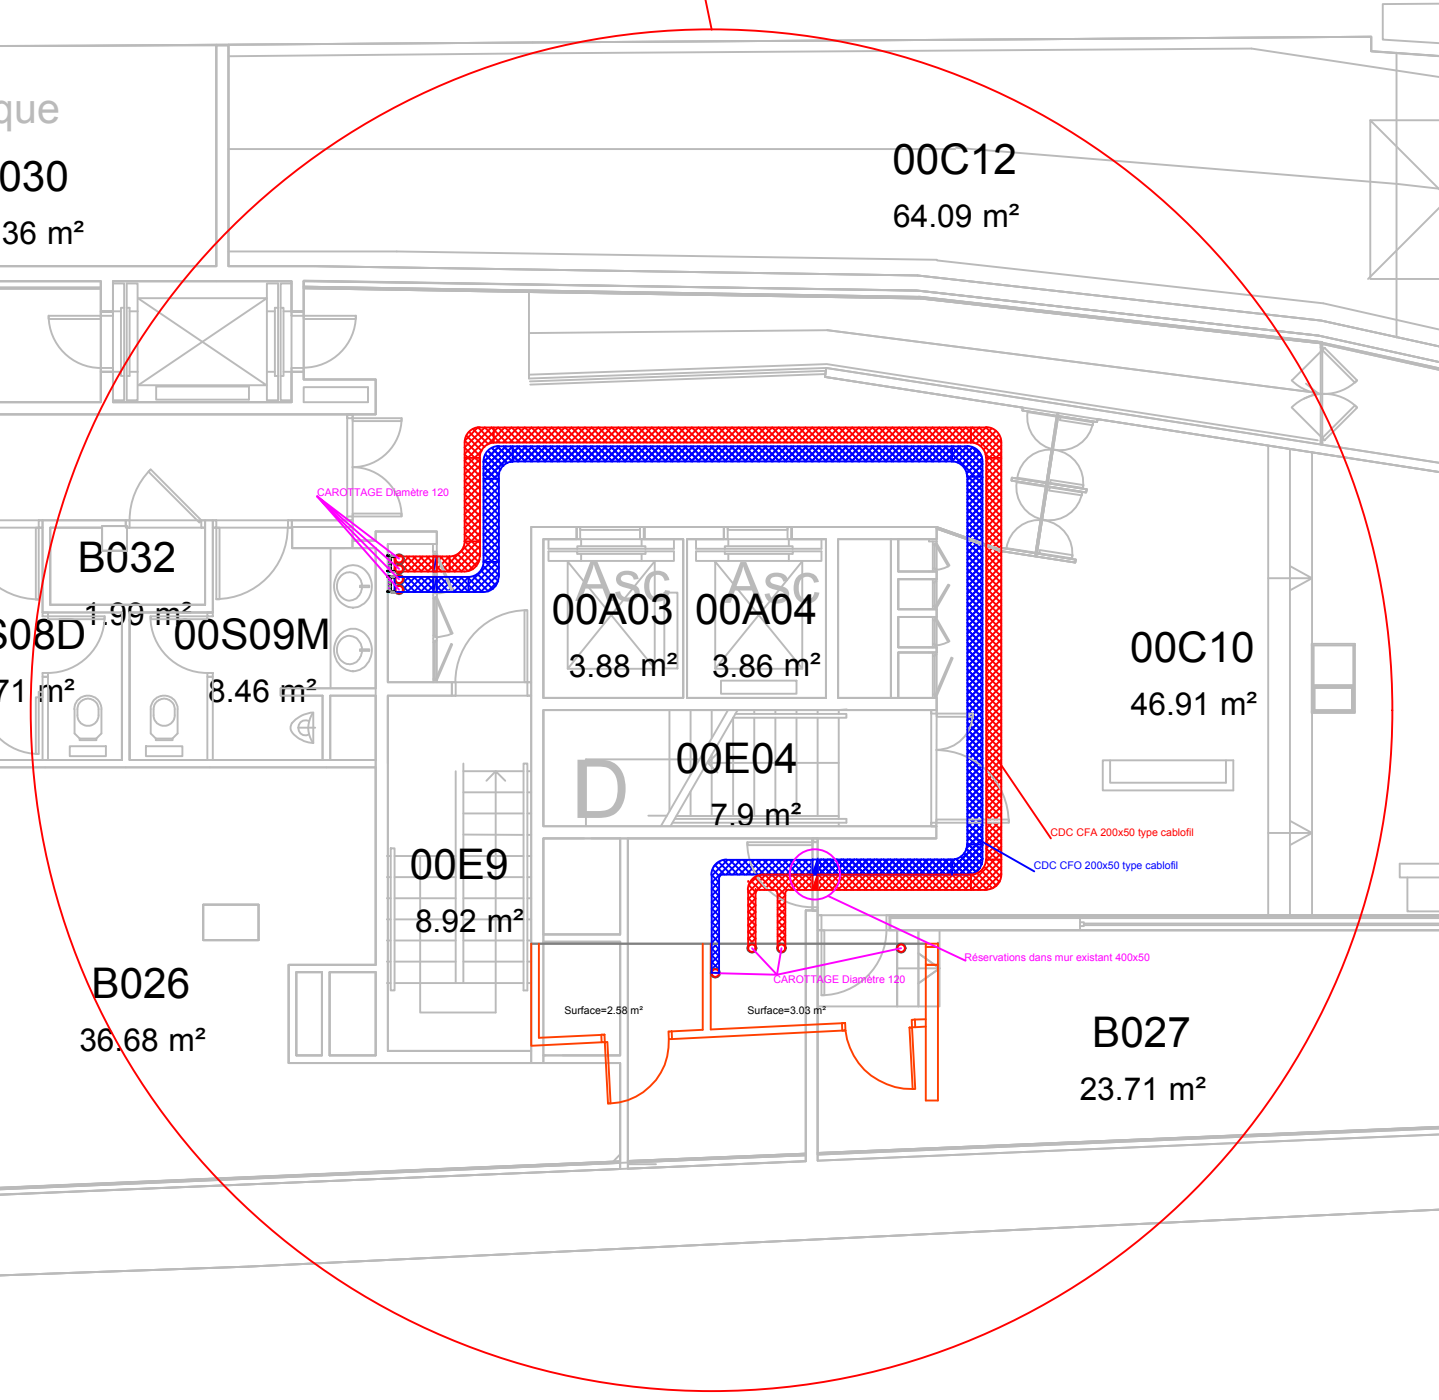 que
030
36 m²
00C12
64.09 m²
CAROTTAGE Diamètre 120
B032
1.99 m²
S08D
71 m²
00S09M
8.46 m²
Asc
00A03
3.88 m²
Asc
00A04
3.86 m²
00C10
46.91 m²
D
00E04
7.9 m²
CDC CFA 200x50 type cablofil
CDC CFO 200x50 type cablofil
00E9
8.92 m²
Réservations dans mur existant 400x50
CAROTTAGE Diamètre 120
B026
36.68 m²
Surface=2.58 m²
Surface=3.03 m²
B027
23.71 m²